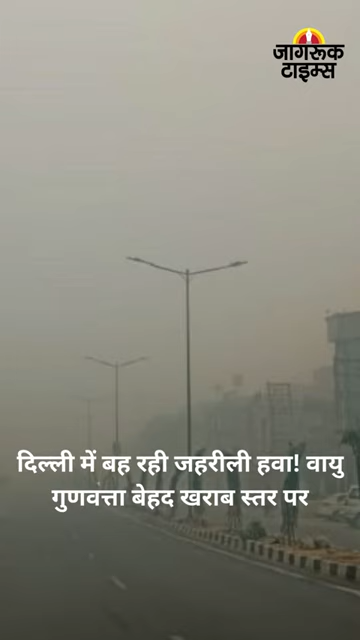 जागरूक
टाइम्स
दिल्ली में बह रही जहरीली हवा! वायु
गुणवत्ता बेहद खराब स्तर पर